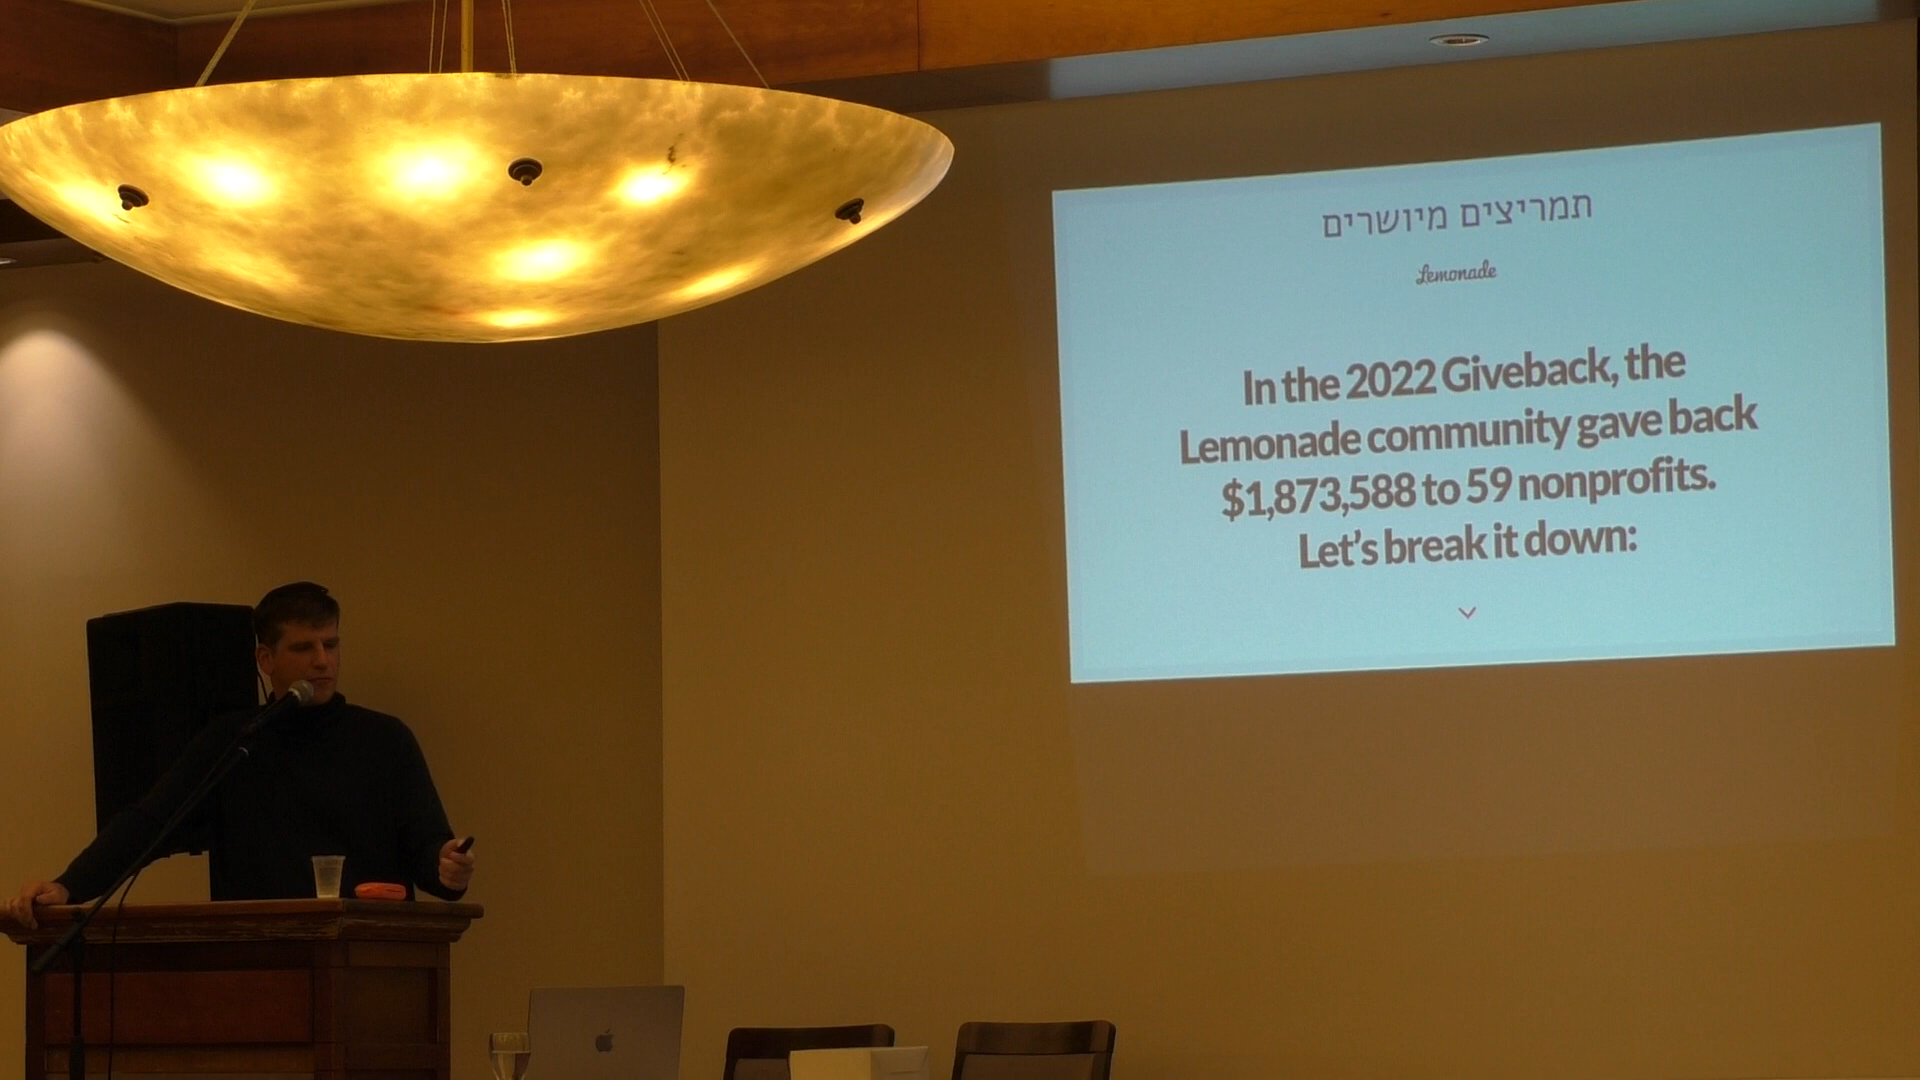 תמריצים מיושרים
Lemonade
In the 2022 Giveback, the
Lemonade community gave back
$1,873,588 to 59 nonprofits.
Let's break it down: